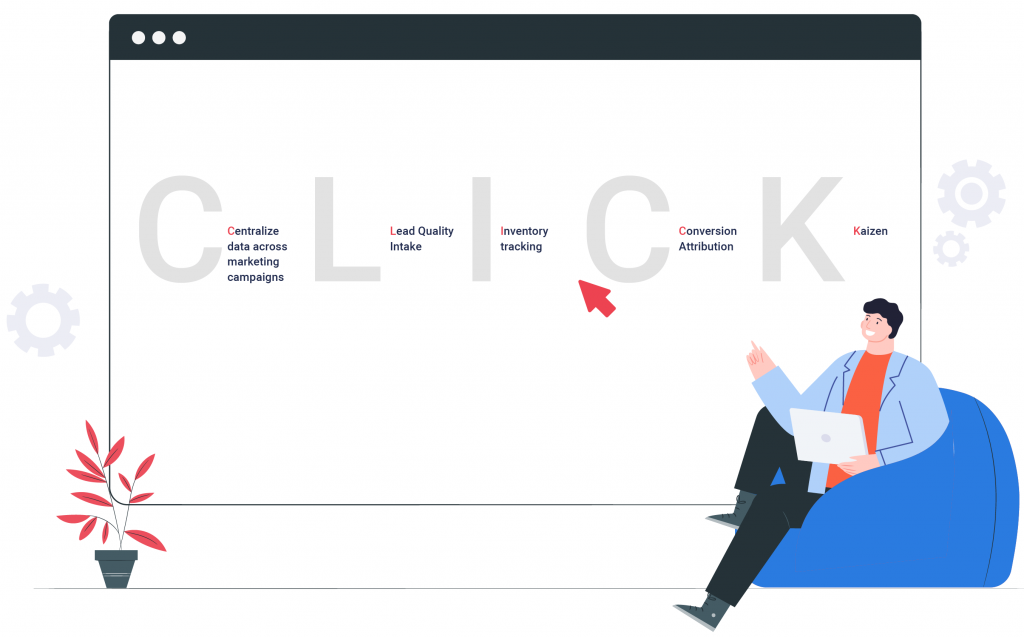 C L I C K
Centralize
data across
marketing
campaigns
Lead Quality
Intake
Inventory
tracking
Conversion
Attribution
Kaizen